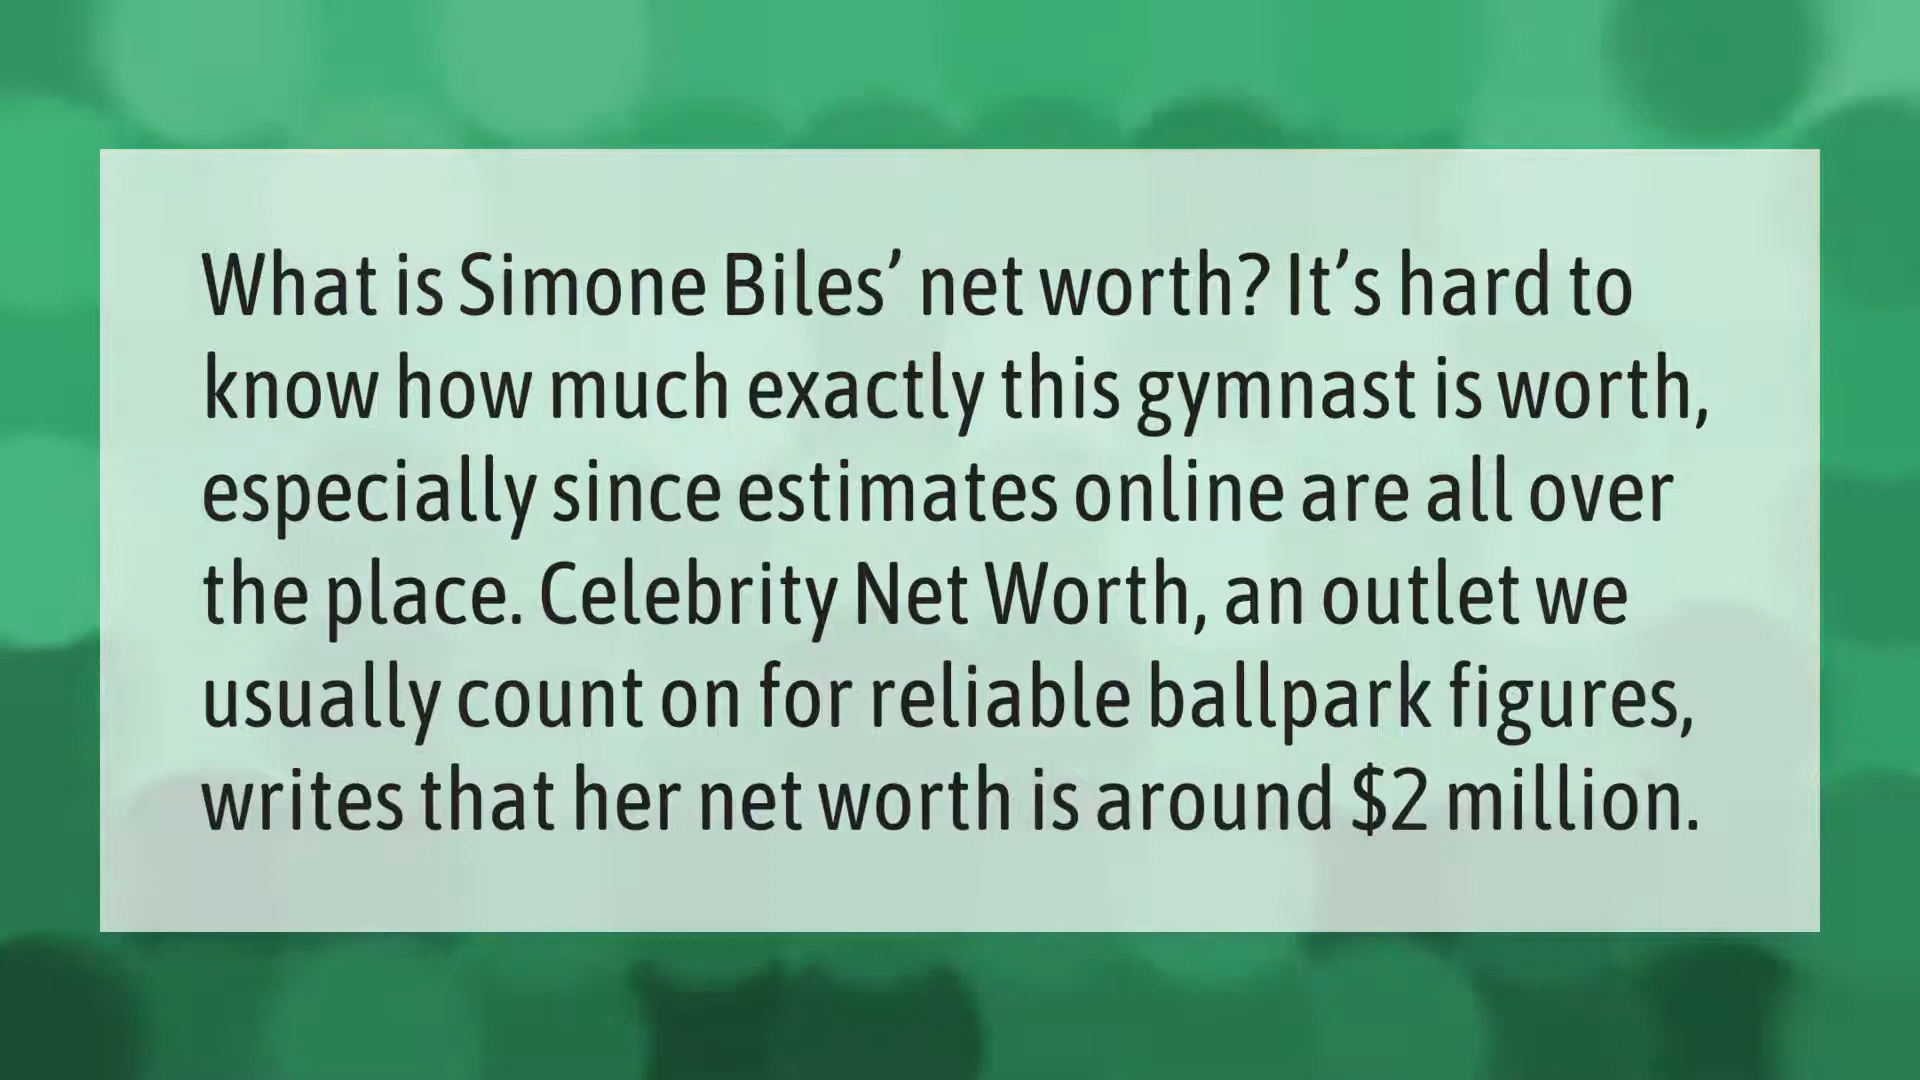 What is Simone Biles’ net worth? It’s hard to
know how much exactly this gymnast is worth,
especially since estimates online are all over
the place. Celebrity Net Worth, an outlet we
usually count on for reliable ballpark figures,
writes that her net worth is around $2 million.